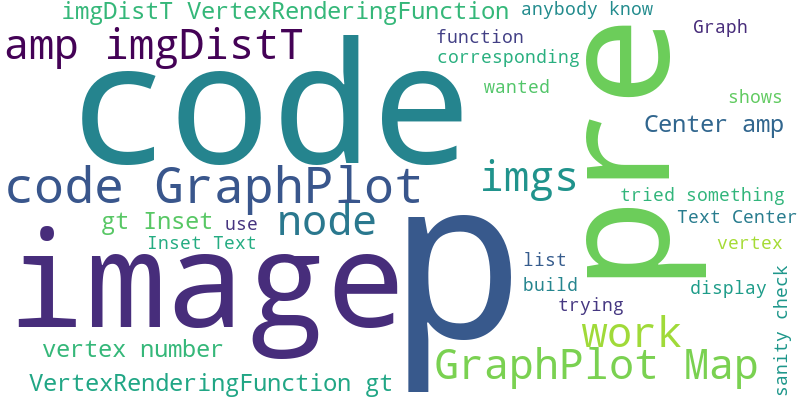 imgDistT VertexRenderingFunction
anybody know
amp imgDistT
function
Graph
corresponding
code
pre
wanted
shows
Center amp
imgs
code GraphPlot
tried something
gt Inset
use
node
Text Center
Inset Text
vertex
image
p
list
build
display
sanity check
trying
work
vertex number
GraphPlot Map
VertexRenderingFunction gt